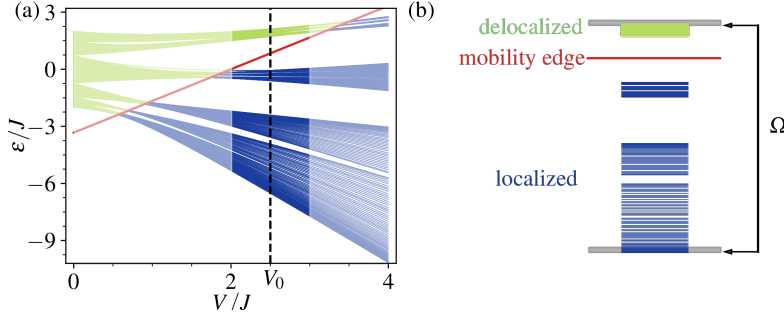 (a)
3
0
−3
−6
−9
ε/J
0
2
V₀
4
V/J
(b)
delocalized
mobility edge
localized
Ω